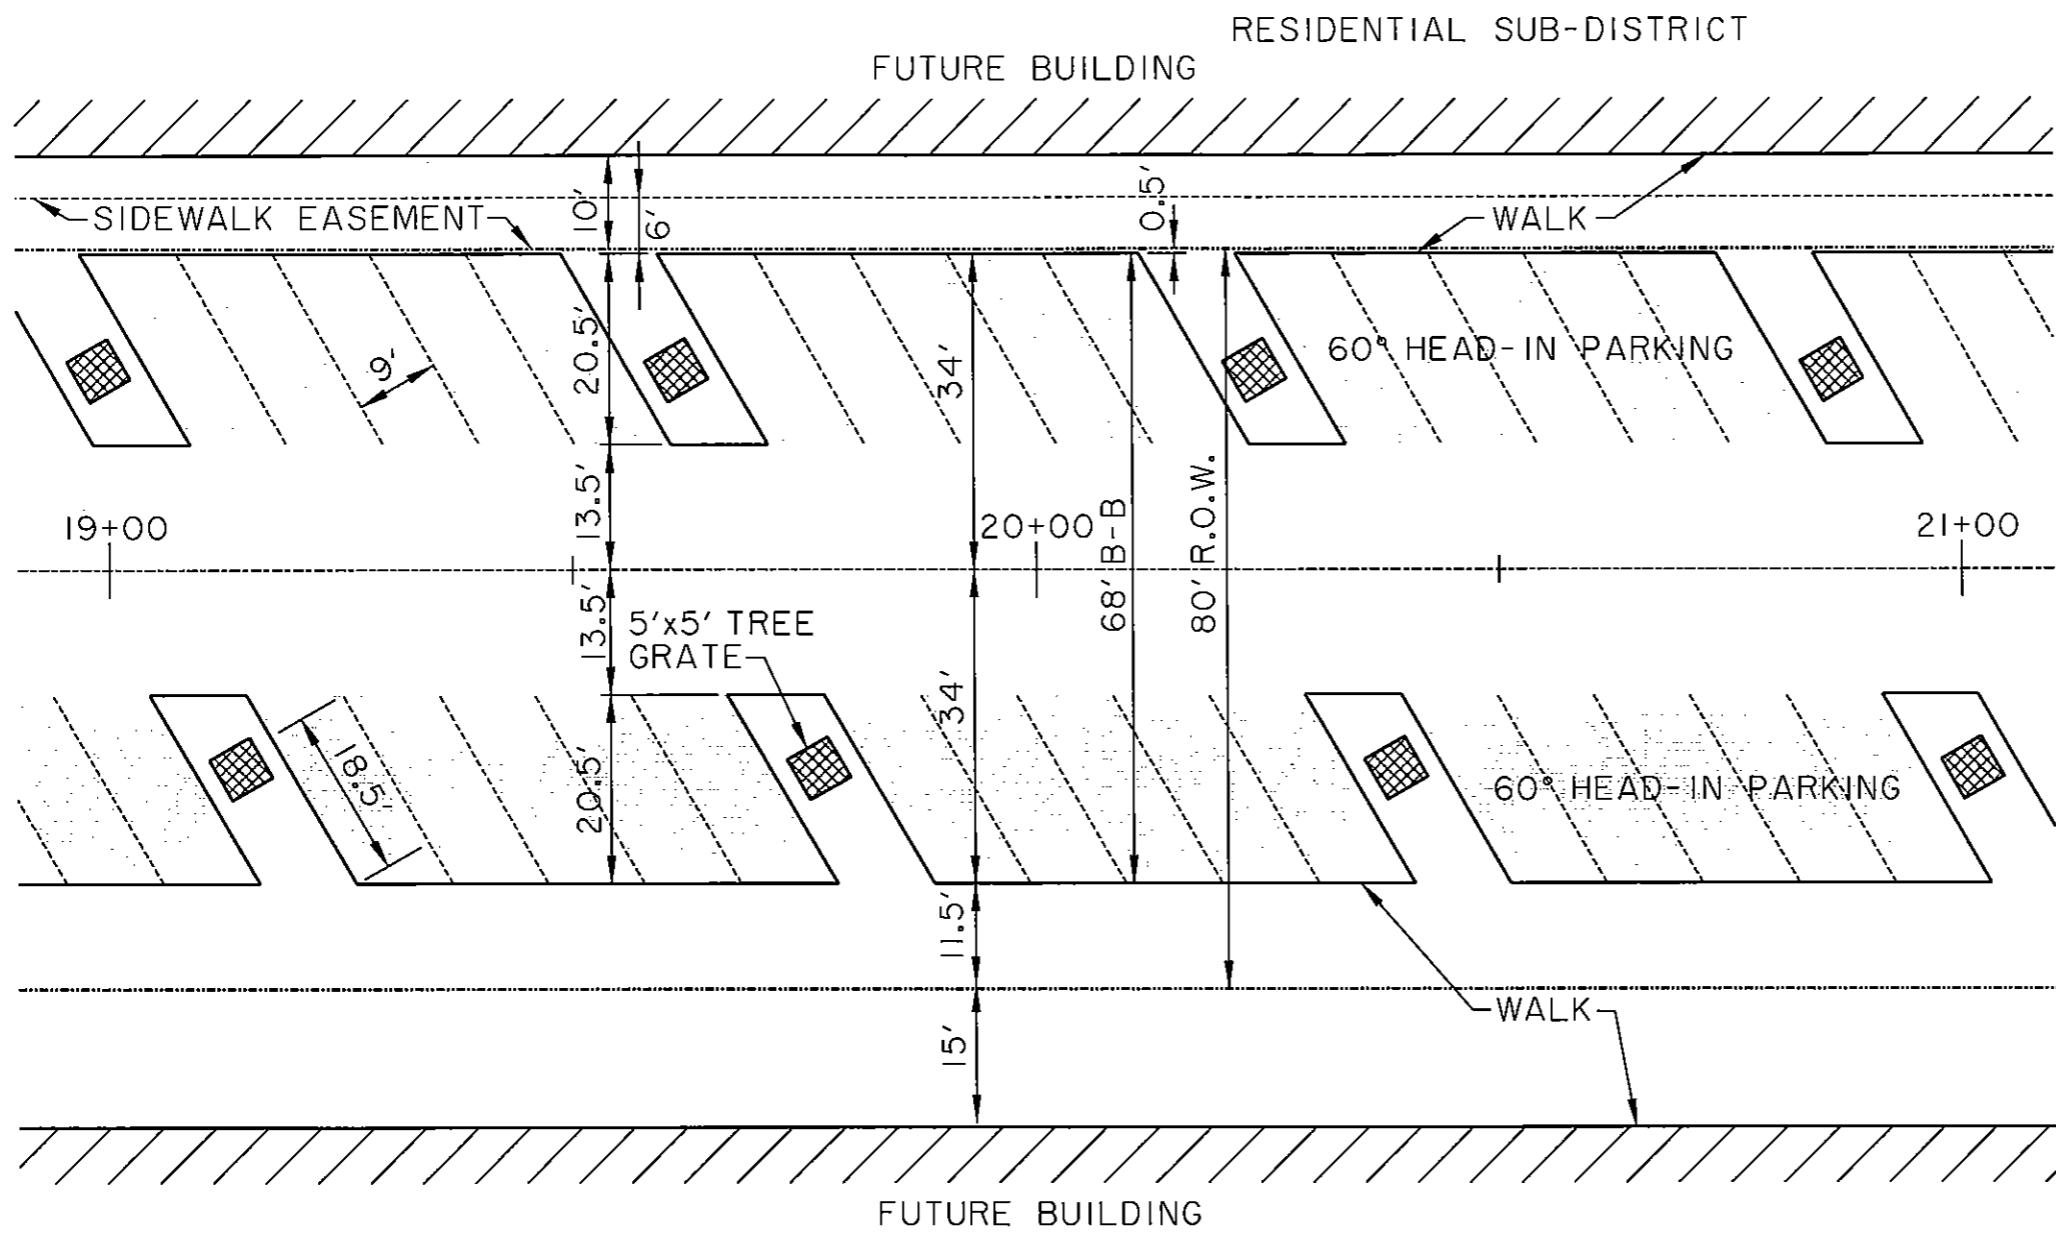 RESIDENTIAL SUB-DISTRICT
FUTURE BUILDING
10'
6'
0.5'
SIDEWALK EASEMENT
WALK
9'
20.5'
34'
60° HEAD-IN PARKING
13.5'
68' B-B
80' R.O.W.
19+00
20+00
21+00
13.5'
5'x5' TREE
GRATE
34'
18.5'
20.5'
60° HEAD-IN PARKING
11.5'
WALK
15'
FUTURE BUILDING